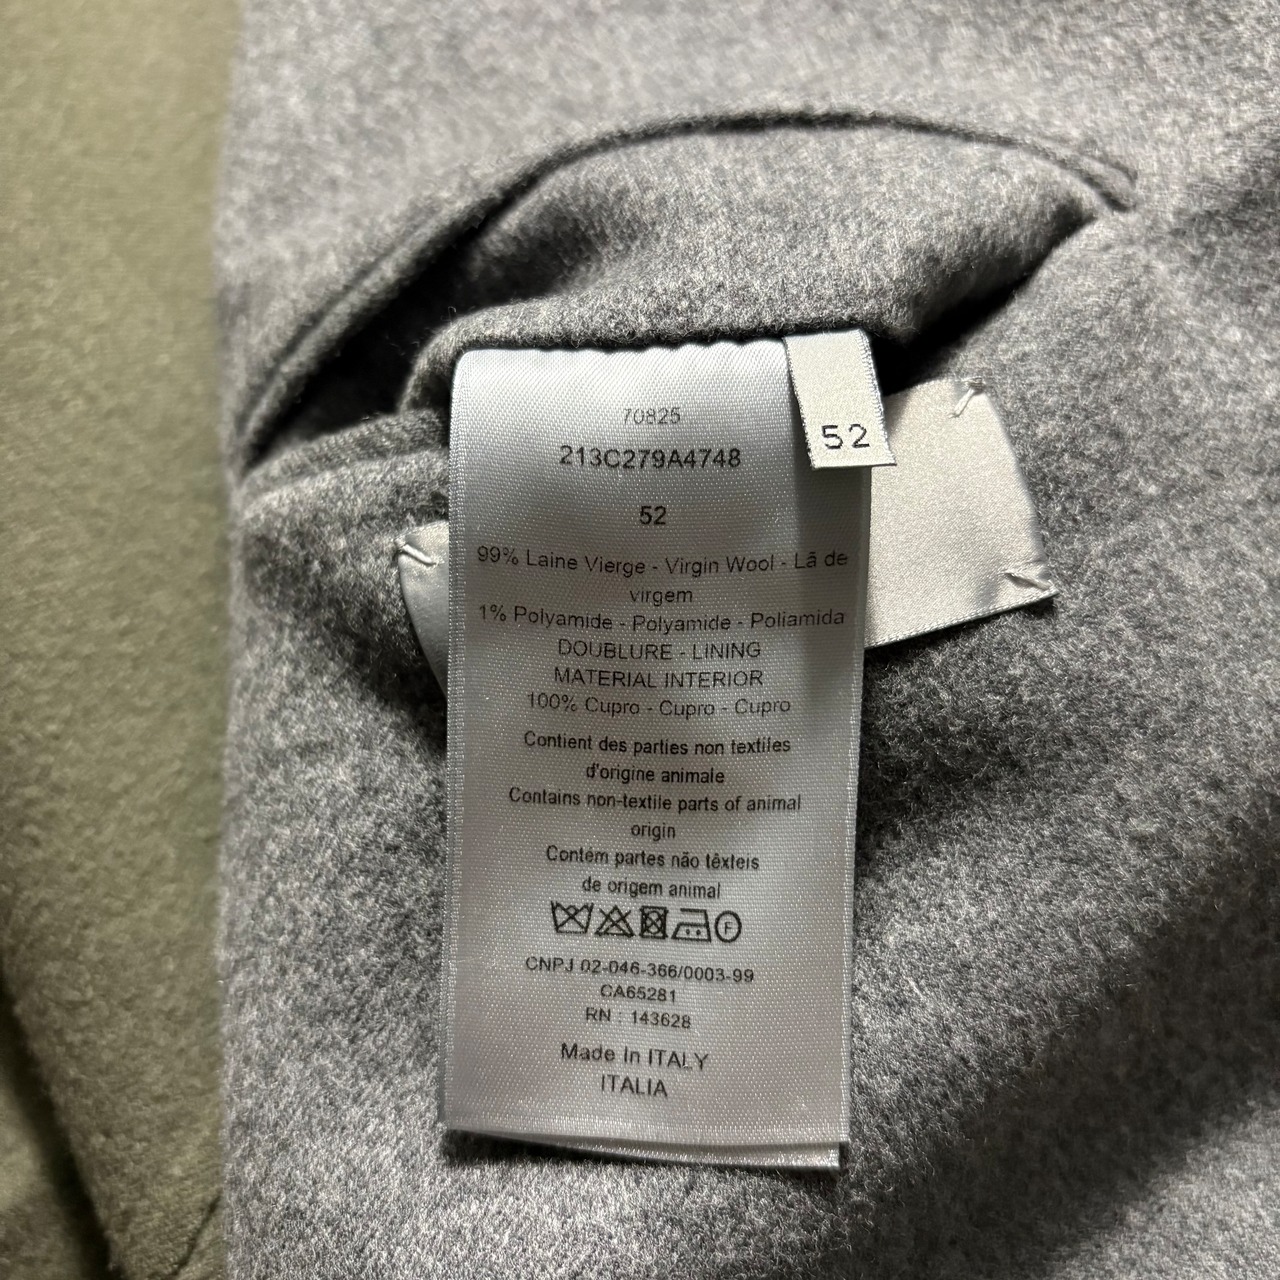 70825
213C279A4748
52
52
99% Laine Vierge - Virgin Wool - Lã de
virgem
1% Polyamide - Polyamide - Poliamida
DOUBLURE - LINING
MATERIAL INTERIOR
100% Cupro - Cupro - Cupro
Contient des parties non textiles
d'origine animale
Contains non-textile parts of animal
origin
Contém partes não têxteis
de origem animal
F
CNPJ 02-046-366/0003-99
CA65281
RN : 143628
Made in ITALY
ITALIA